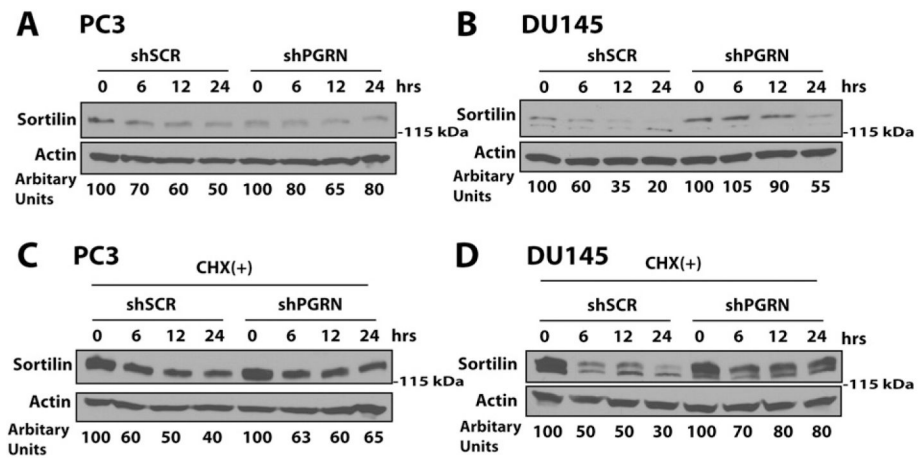 A PC3
shSCR shPGRN
0 6 12 24 0 6 12 24 hrs
Sortilin
-115 kDa
Actin
Arbitary
Units
100 70 60 50 100 80 65 80
B DU145
shSCR shPGRN
0 6 12 24 0 6 12 24 hrs
Sortilin
-115 kDa
Actin
Arbitary
Units
100 60 35 20 100 105 90 55
C PC3
CHX(+)
shSCR shPGRN
0 6 12 24 0 6 12 24 hrs
Sortilin
-115 kDa
Actin
Arbitary
Units
100 60 50 40 100 63 60 65
D DU145
CHX(+)
shSCR shPGRN
0 6 12 24 0 6 12 24 hrs
Sortilin
-115 kDa
Actin
Arbitary
Units
100 50 50 30 100 70 80 80